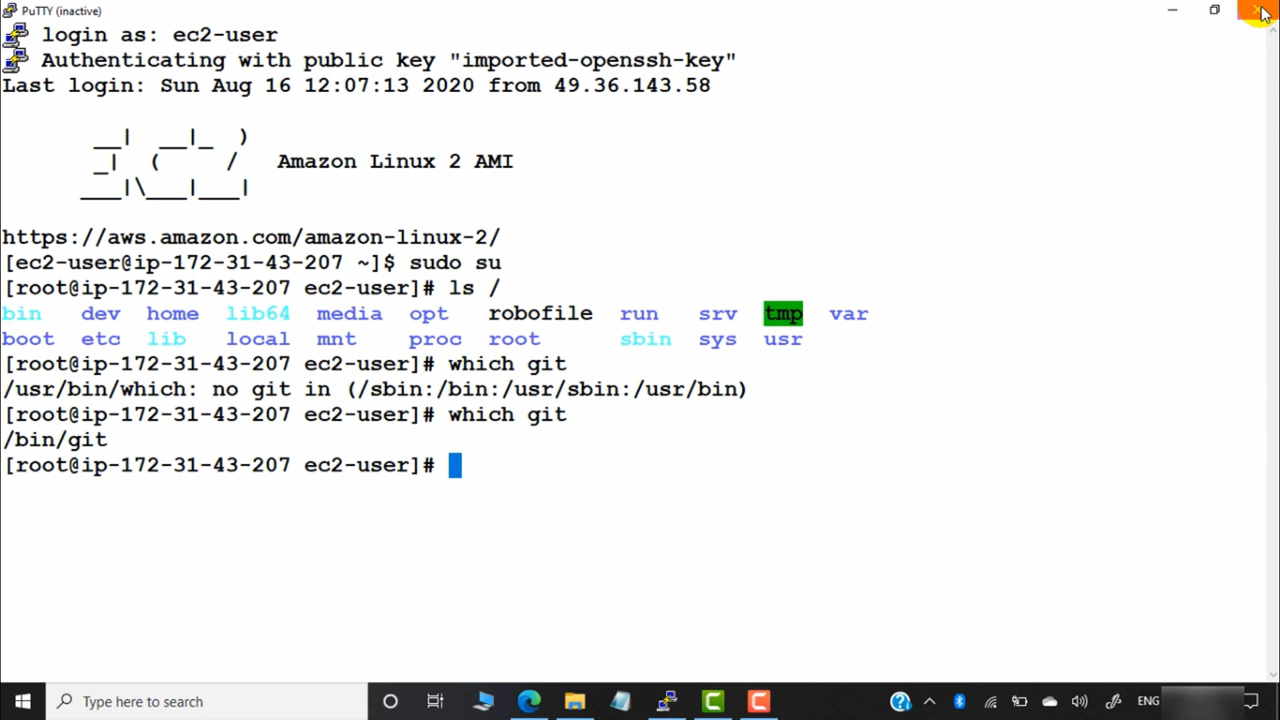 PuTTY (inactive)
login as: ec2-user
Authenticating with public key "imported-openssh-key"
Last login: Sun Aug 16 12:07:13 2020 from 49.36.143.58
__|  __|_  )
_|  (     /   Amazon Linux 2 AMI
___|\___|___|
https://aws.amazon.com/amazon-linux-2/
[ec2-user@ip-172-31-43-207 ~]$ sudo su
[root@ip-172-31-43-207 ec2-user]# ls /
bin dev home lib64 media opt robofile run srv tmp var
boot etc lib local mnt proc root sbin sys usr
[root@ip-172-31-43-207 ec2-user]# which git
/usr/bin/which: no git in (/sbin:/bin:/usr/sbin:/usr/bin)
[root@ip-172-31-43-207 ec2-user]# which git
/bin/git
[root@ip-172-31-43-207 ec2-user]#
Type here to search
ENG